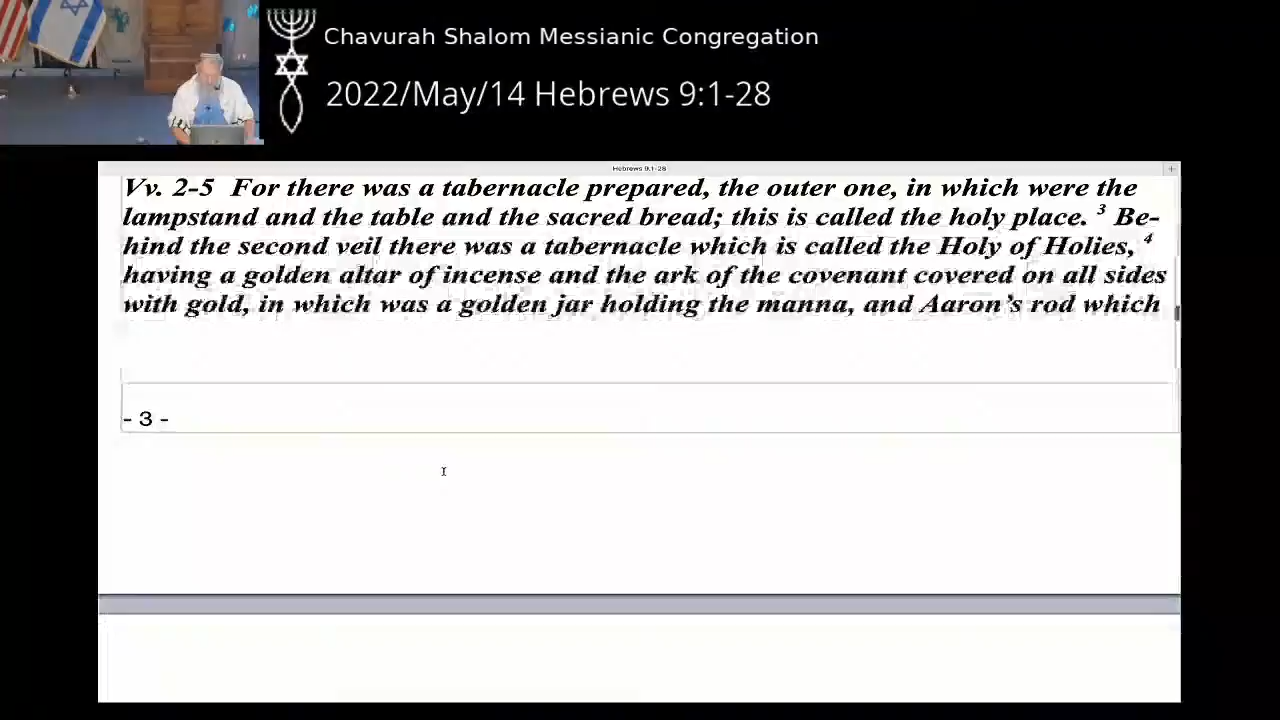 Chavurah Shalom Messianic Congregation
2022/May/14 Hebrews 9:1-28
Hebrews 9.1-28
Vv. 2-5 For there was a tabernacle prepared, the outer one, in which were the
lampstand and the table and the sacred bread; this is called the holy place. ³ Be-
hind the second veil there was a tabernacle which is called the Holy of Holies, ⁴
having a golden altar of incense and the ark of the covenant covered on all sides
with gold, in which was a golden jar holding the manna, and Aaron’s rod which
- 3 -